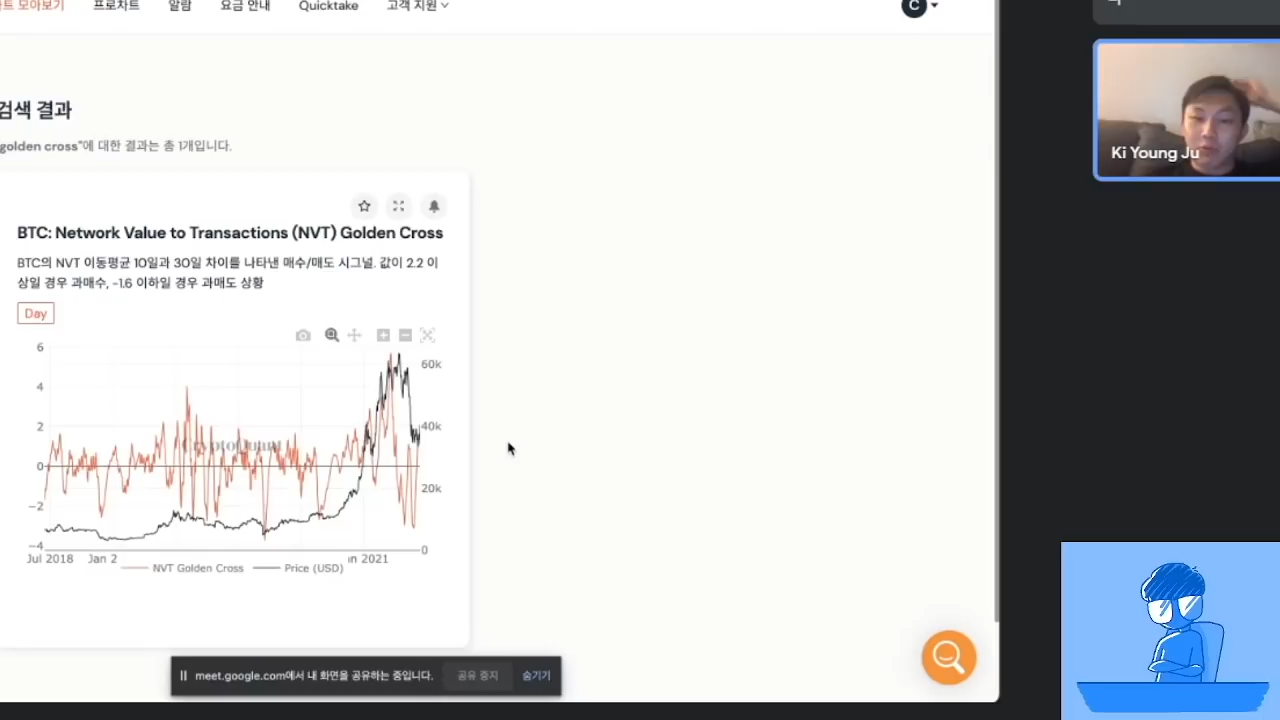 트 모아보기 프로차트 알람 요금 안내 Quicktake 고객 지원 C
검색 결과
golden cross"에 대한 결과는 총 1개입니다.
BTC: Network Value to Transactions (NVT) Golden Cross
BTC의 NVT 이동평균 10일과 30일 차이를 나타낸 매수/매도 시그널. 값이 2.2 이
상일 경우 과매수, -1.6 이하일 경우 과매도 상황
Day
6
60k
4
2
40k
CryptoQuant
0
20k
−2
−4
0
Jul 2018 Jan 2 n 2021
NVT Golden Cross Price (USD)
meet.google.com에서 내 화면을 공유하는 중입니다. 공유 중지 숨기기
Ki Young Ju